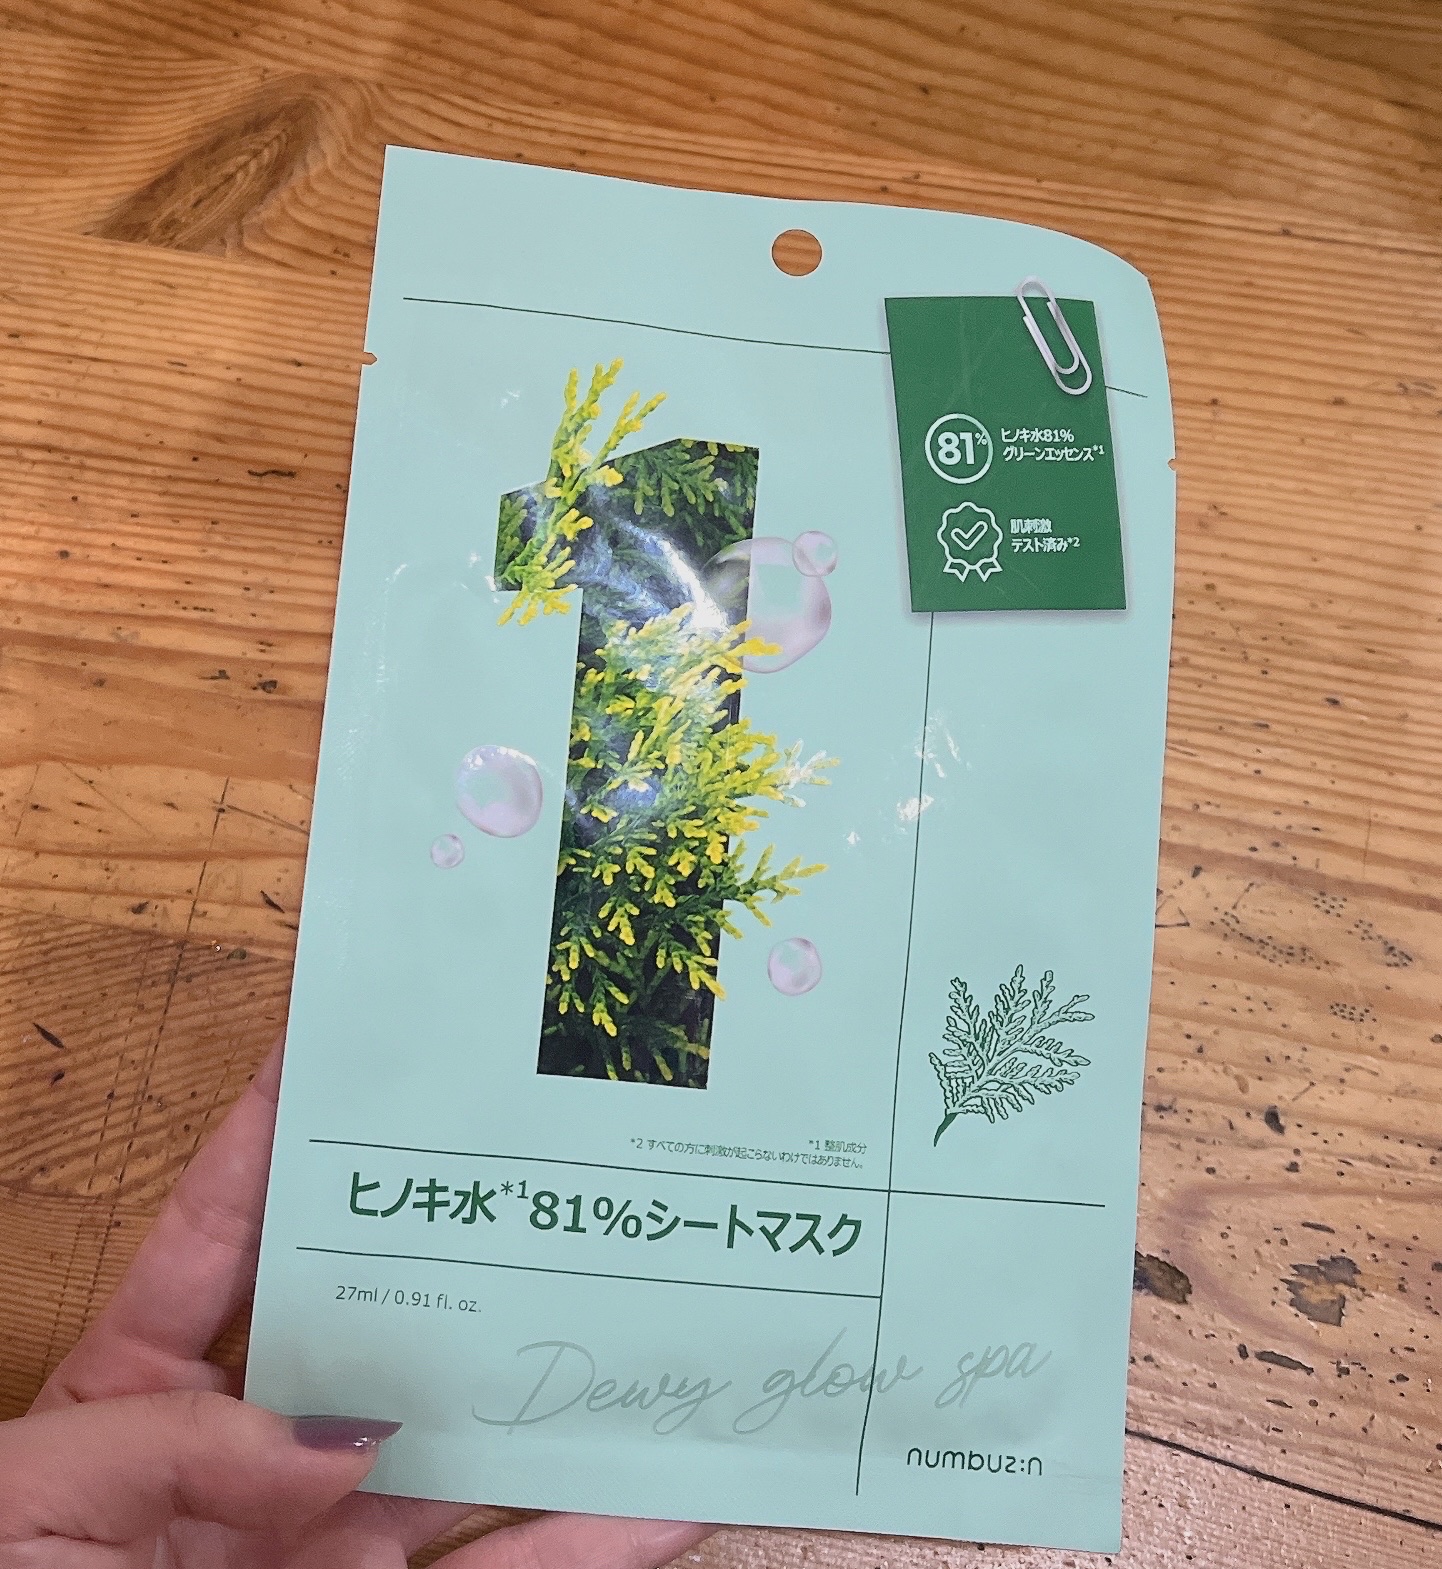 81%
ヒノキ水81%
グリーンエッセンス*1
肌刺激
テスト済み*2
1
*1 整肌成分
*2 すべての方に刺激が起こらないわけではありません。
ヒノキ水*1 81%シートマスク
27ml / 0.91 fl. oz.
Dewy glow spa
numbuz:n